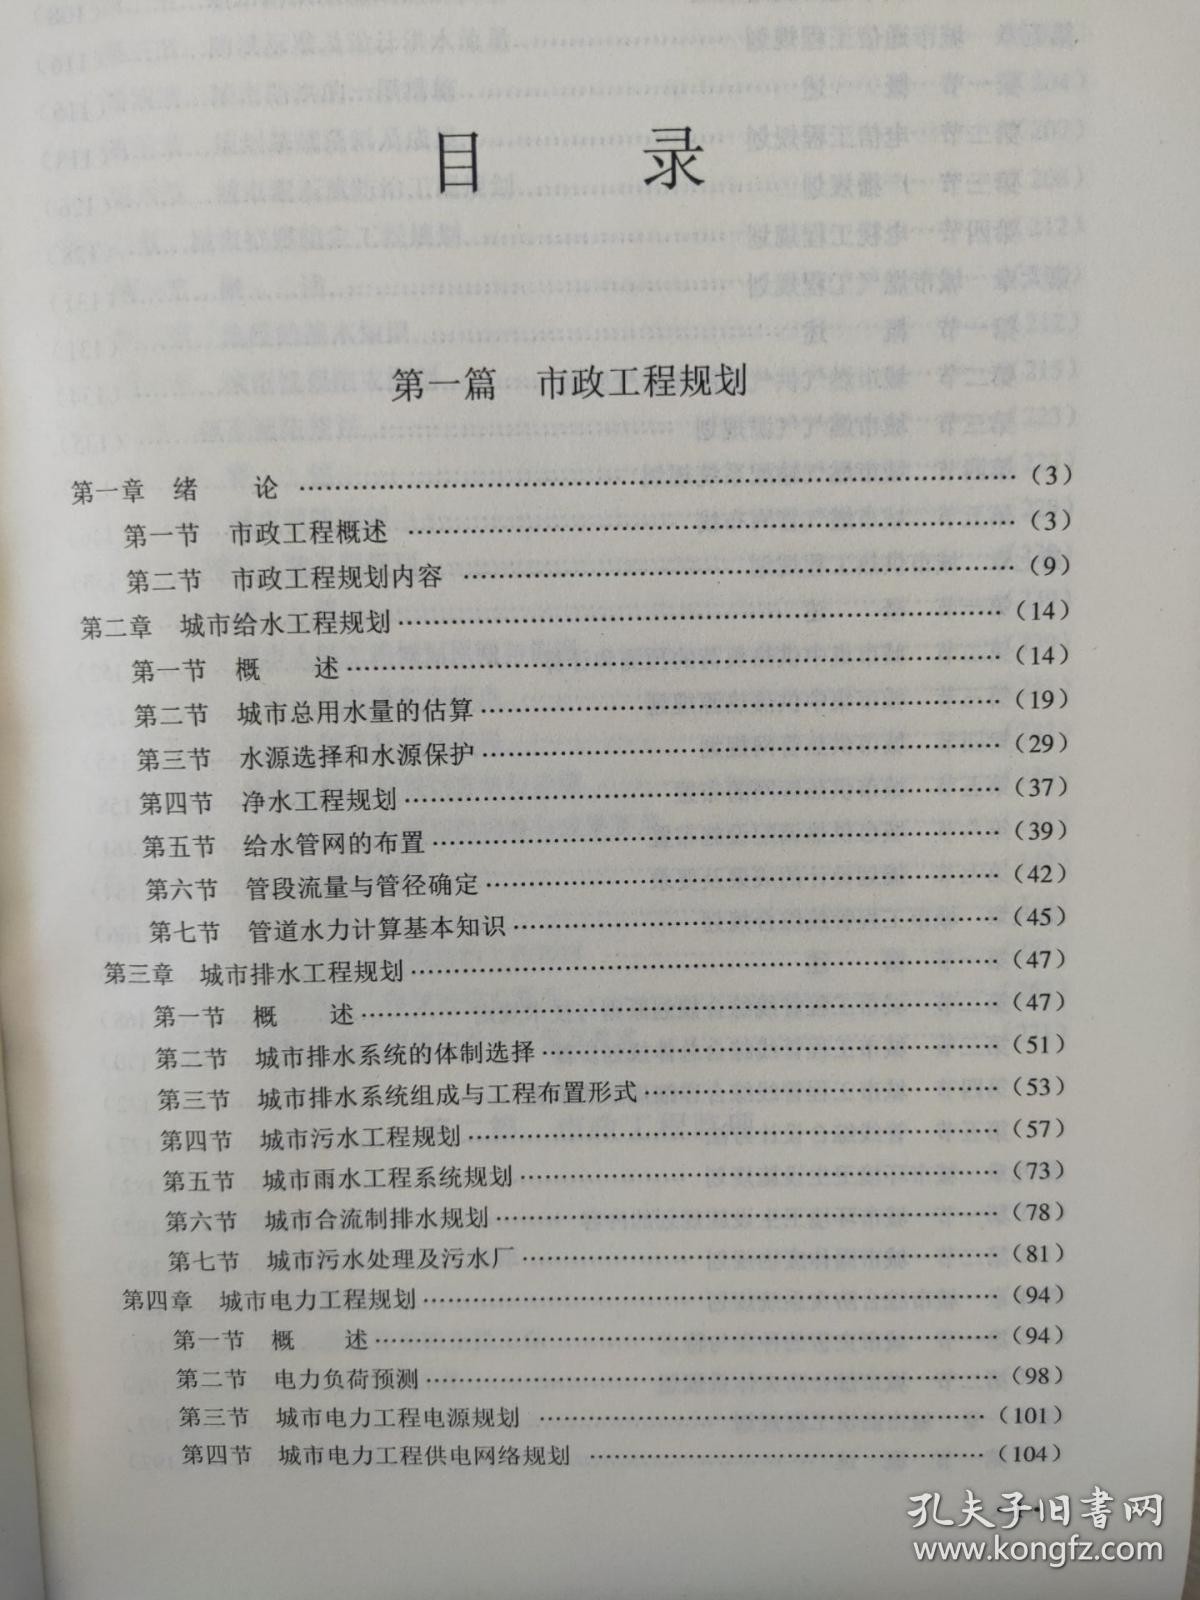 目 录
第一篇 市政工程规划
第一章 绪 论 ……………………(3)
第一节 市政工程概述 ……………………(3)
第二节 市政工程规划内容 ……………………(9)
第二章 城市给水工程规划……………………(14)
第一节 概 述……………………(14)
第二节 城市总用水量的估算……………………(19)
第三节 水源选择和水源保护……………………(29)
第四节 净水工程规划……………………(37)
第五节 给水管网的布置……………………(39)
第六节 管段流量与管径确定……………………(42)
第七节 管道水力计算基本知识……………………(45)
第三章 城市排水工程规划……………………(47)
第一节 概 述……………………(47)
第二节 城市排水系统的体制选择……………………(51)
第三节 城市排水系统组成与工程布置形式……………………(53)
第四节 城市污水工程规划……………………(57)
第五节 城市雨水工程系统规划……………………(73)
第六节 城市合流制排水规划……………………(78)
第七节 城市污水处理及污水厂……………………(81)
第四章 城市电力工程规划……………………(94)
第一节 概 述……………………(94)
第二节 电力负荷预测……………………(98)
第三节 城市电力工程电源规划 ……………………(101)
第四节 城市电力工程供电网络规划 ……………………(104)
孔夫子旧书网
www.kongfz.com